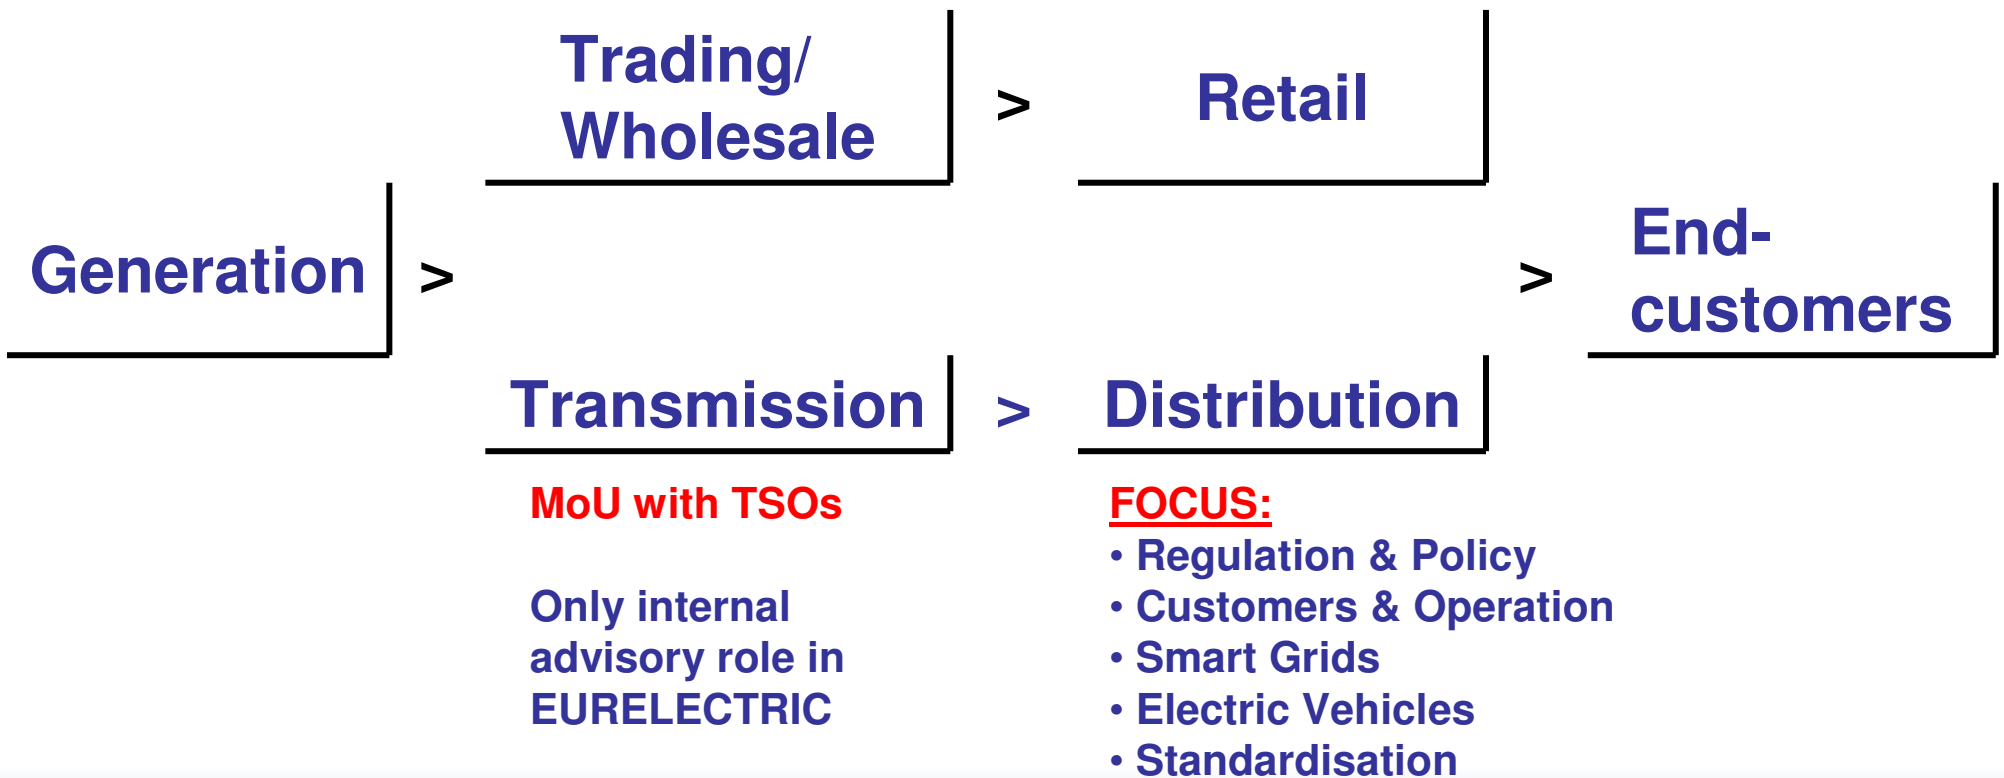 Trading/
Wholesale
>
Retail
Generation
>
>
End-
customers
Transmission
>
Distribution
MoU with TSOs
Only internal
advisory role in
EURELECTRIC
FOCUS:
• Regulation & Policy
• Customers & Operation
• Smart Grids
• Electric Vehicles
• Standardisation